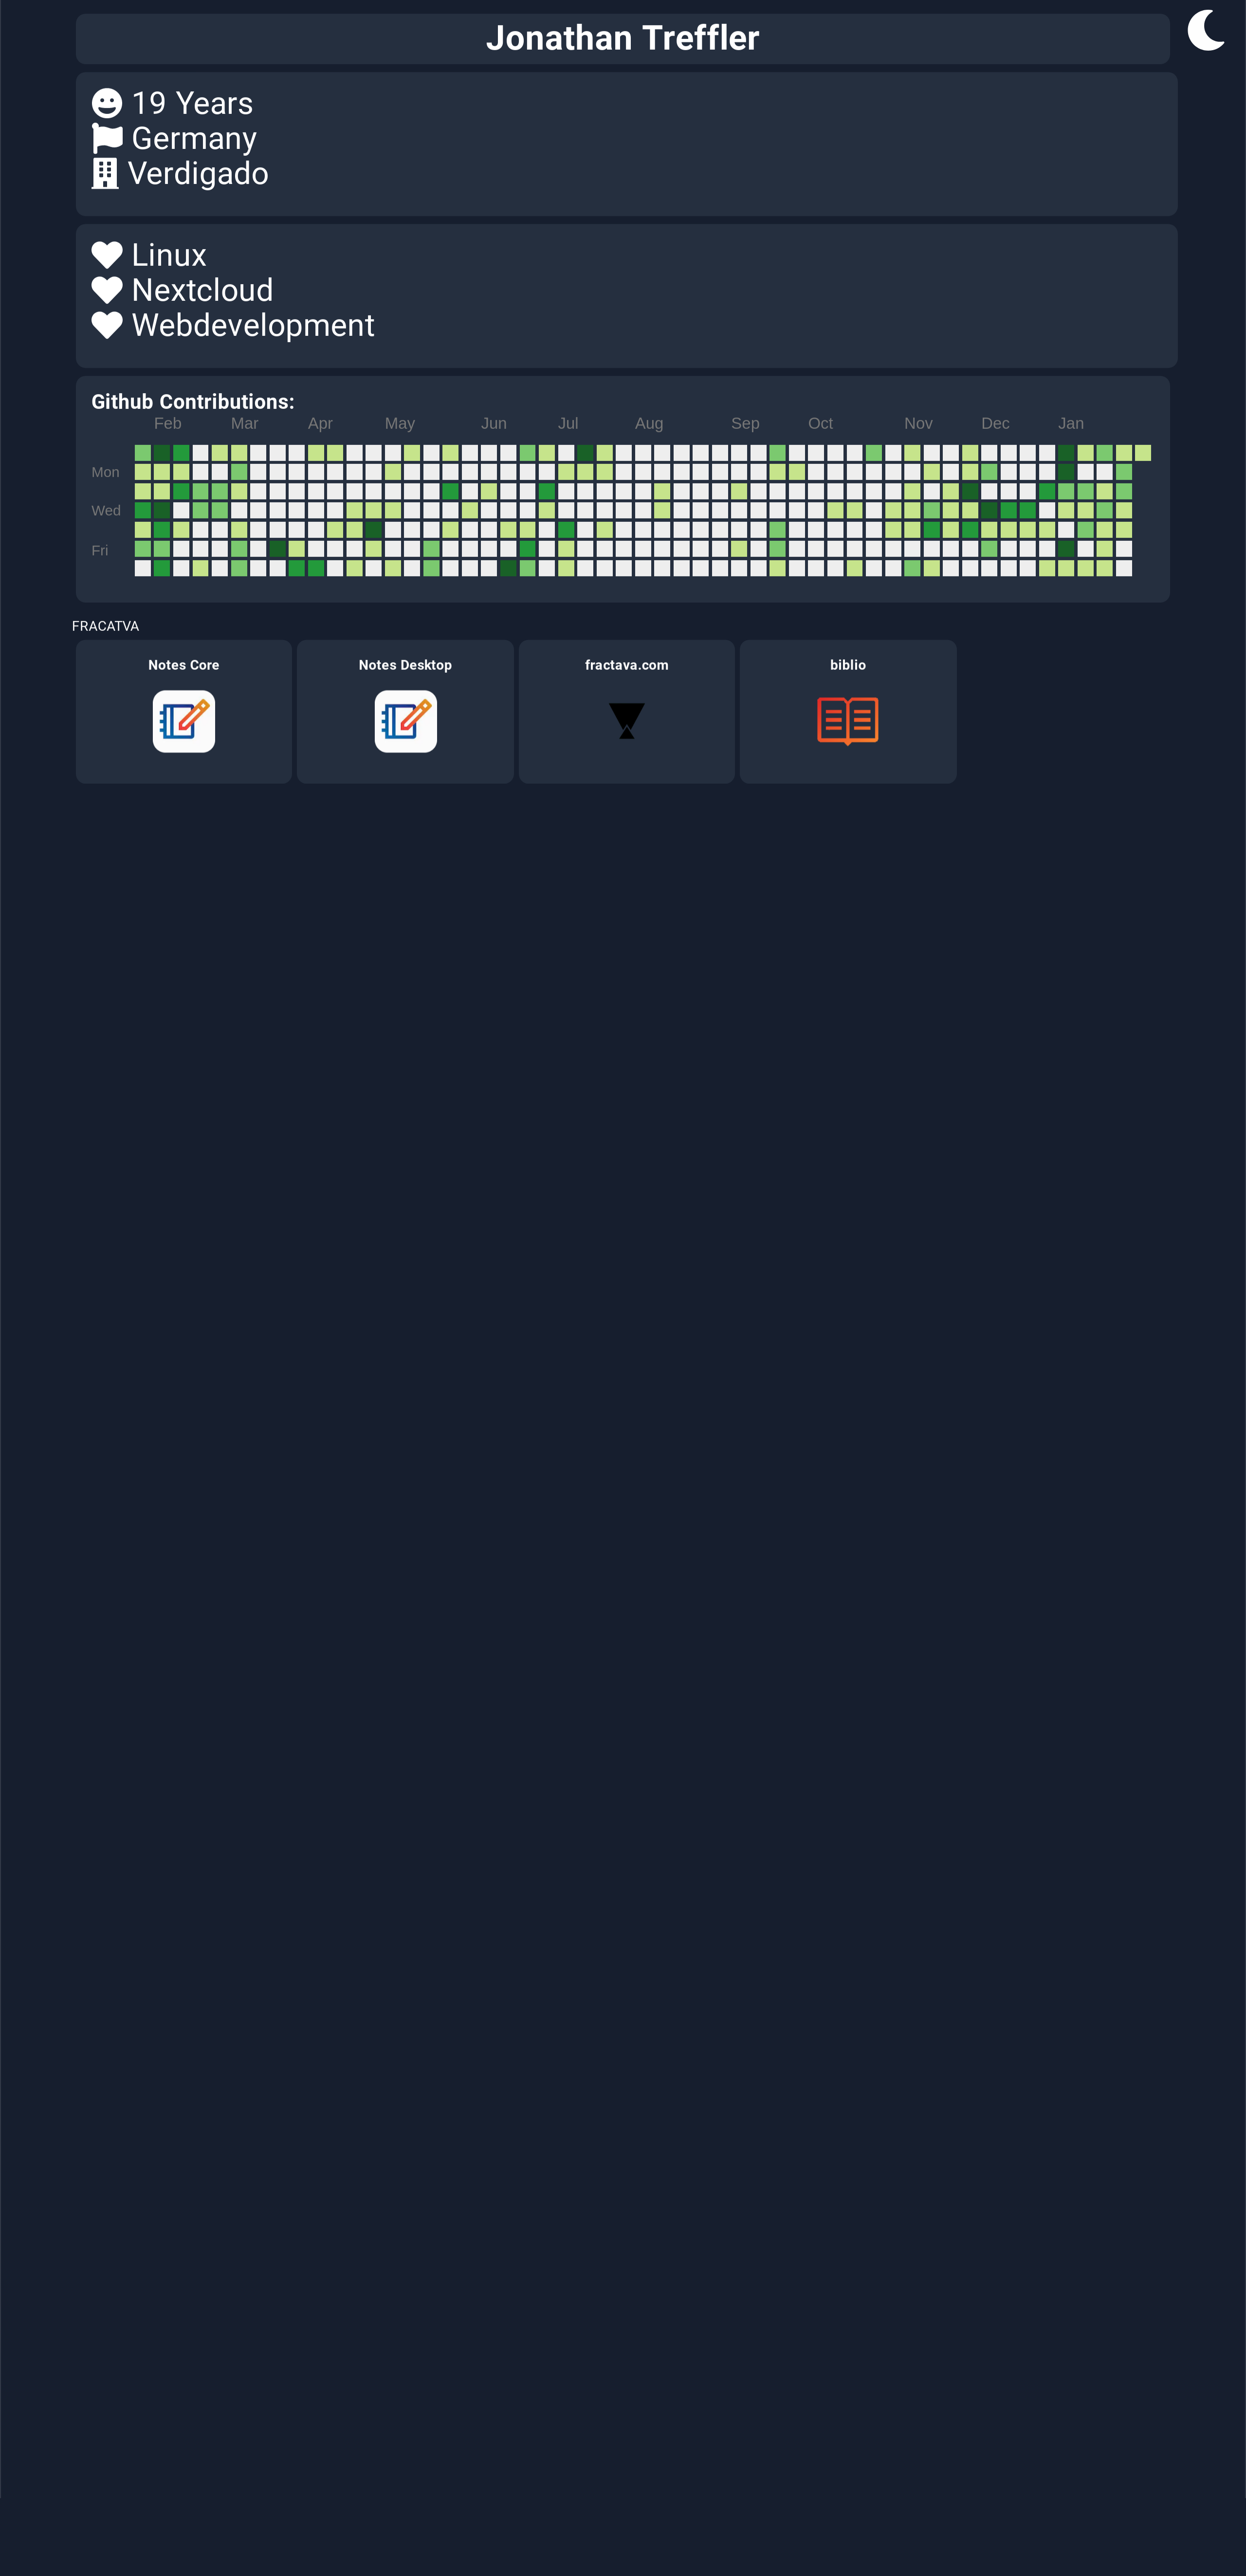 Jonathan Treffler
19 Years
Germany
Verdigado
Linux
Nextcloud
Webdevelopment
Github Contributions:
Feb Mar Apr May Jun Jul Aug Sep Oct Nov Dec Jan
Mon
Wed
Fri
FRACATVA
Notes Core Notes Desktop fractava.com biblio